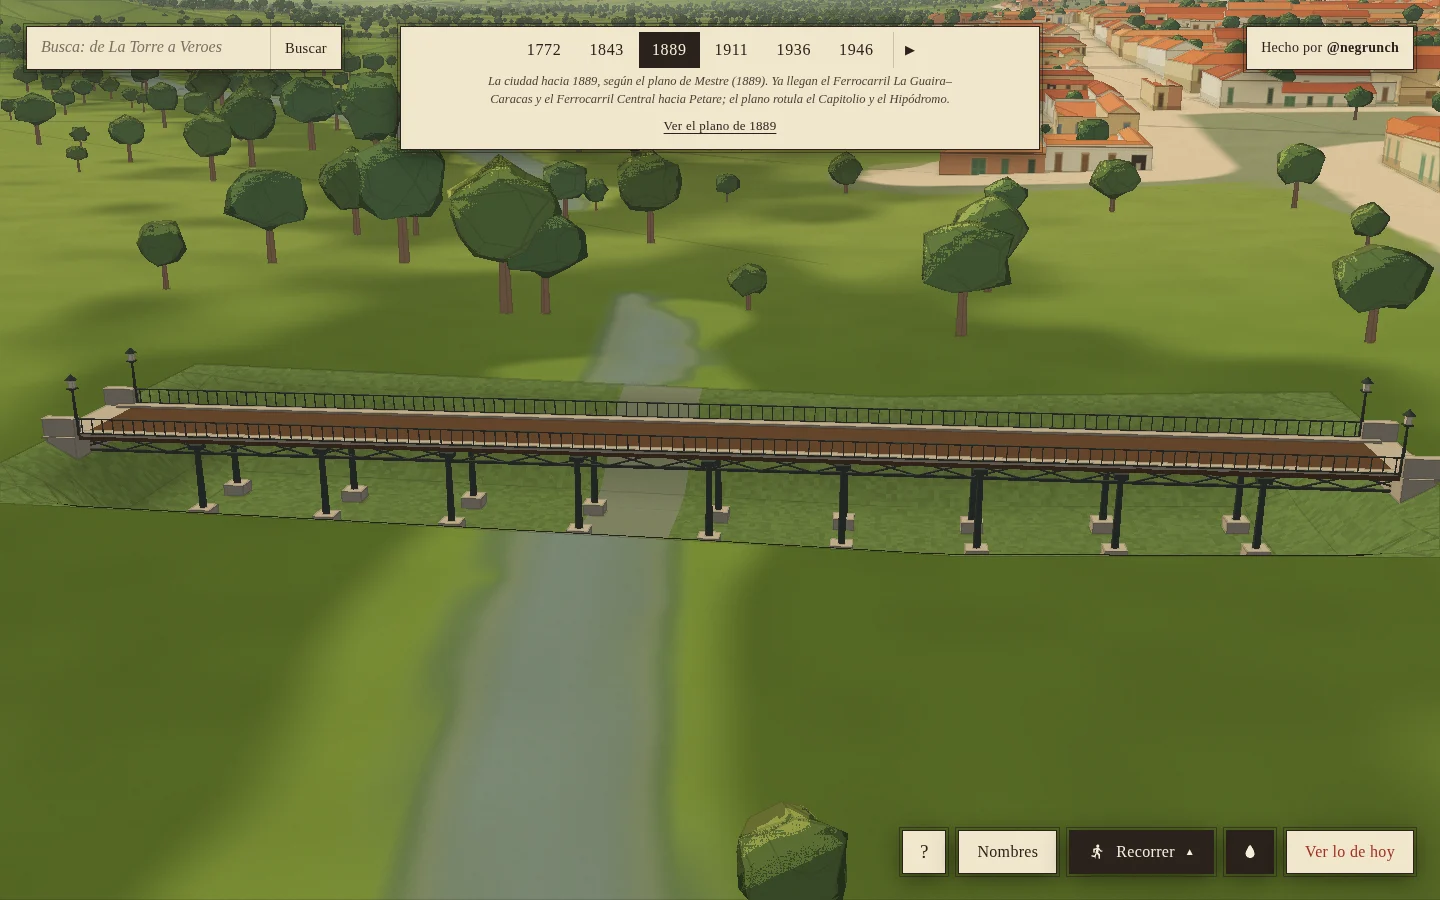 Busca: de La Torre a Veroes
Buscar
1772 1843 1889 1911 1936 1946 ▶
La ciudad hacia 1889, según el plano de Mestre (1889). Ya llegan el Ferrocarril La Guaira–
Caracas y el Ferrocarril Central hacia Petare; el plano rotula el Capitolio y el Hipódromo.
Ver el plano de 1889
Hecho por @negrunch
?
Nombres
Recorrer ▲
Ver lo de hoy